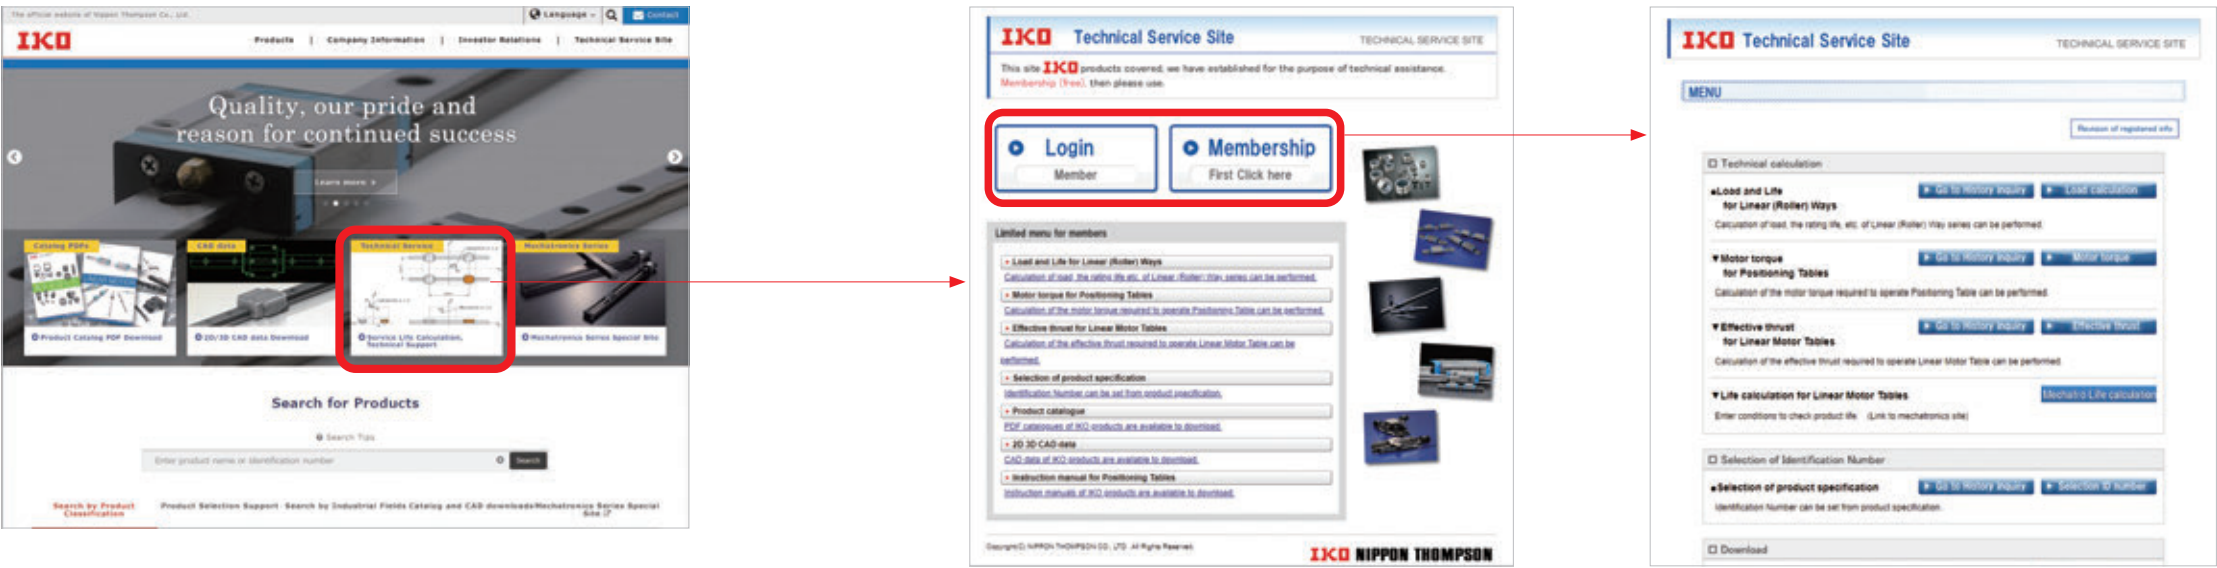 The official website of Nippon Thompson Co., Ltd.
Language
Contact
IKO
Products | Company Information | Investor Relations | Technical Service Site
Quality, our pride and
reason for continued success
Learn more >
Catalog PDFs
CAD data
Technical Service
Mechatronics Series
Product Catalog PDF Download
2D/3D CAD data Download
Service Life Calculation,
Technical Support
Mechatronics Series Special Site
Search for Products
Search Tips
Enter product name or identification number
Search
Search by Product
Classification
Product Selection Support
Search by Industrial Fields
Catalog and CAD downloads
Mechatronics Series Special
Site
IKO Technical Service Site
TECHNICAL SERVICE SITE
This site IKO products covered, we have established for the purpose of technical assistance.
Membership (free), then please use.
Login
Member
Membership
First Click here
Limited menu for members
Load and Life for Linear (Roller) Ways
Calculation of load, the rating life etc. of Linear (Roller) Way series can be performed.
Motor torque for Positioning Tables
Calculation of the motor torque required to operate Positioning Table can be performed.
Effective thrust for Linear Motor Tables
Calculation of the effective thrust required to operate Linear Motor Table can be
performed.
Selection of product specification
Identification Number can be set from product specification.
Product catalogue
PDF catalogues of IKO products are available to download.
2D 3D CAD data
CAD data of IKO products are available to download.
Instruction manual for Positioning Tables
Instruction manuals of IKO products are available to download.
Copyright(C) NIPPON THOMPSON CO., LTD. All Rights Reserved.
IKO NIPPON THOMPSON
IKO Technical Service Site
TECHNICAL SERVICE SITE
MENU
Revision of registered info
Technical calculation
●Load and Life
for Linear (Roller) Ways
Go to History inquiry
Load calculation
Calculation of load, the rating life, etc. of Linear (Roller) Way series can be performed.
▼Motor torque
for Positioning Tables
Go to History inquiry
Motor torque
Calculation of the motor torque required to operate Positioning Table can be performed.
▼Effective thrust
for Linear Motor Tables
Go to History inquiry
Effective thrust
Calculation of the effective thrust required to operate Linear Motor Table can be performed.
▼Life calculation for Linear Motor Tables
Mechatro Life calculation
Enter conditions to check product life. (Link to mechatronics site)
Selection of Identification Number
●Selection of product specification
Go to History inquiry
Selection ID number
Identification Number can be set from product specification.
Download